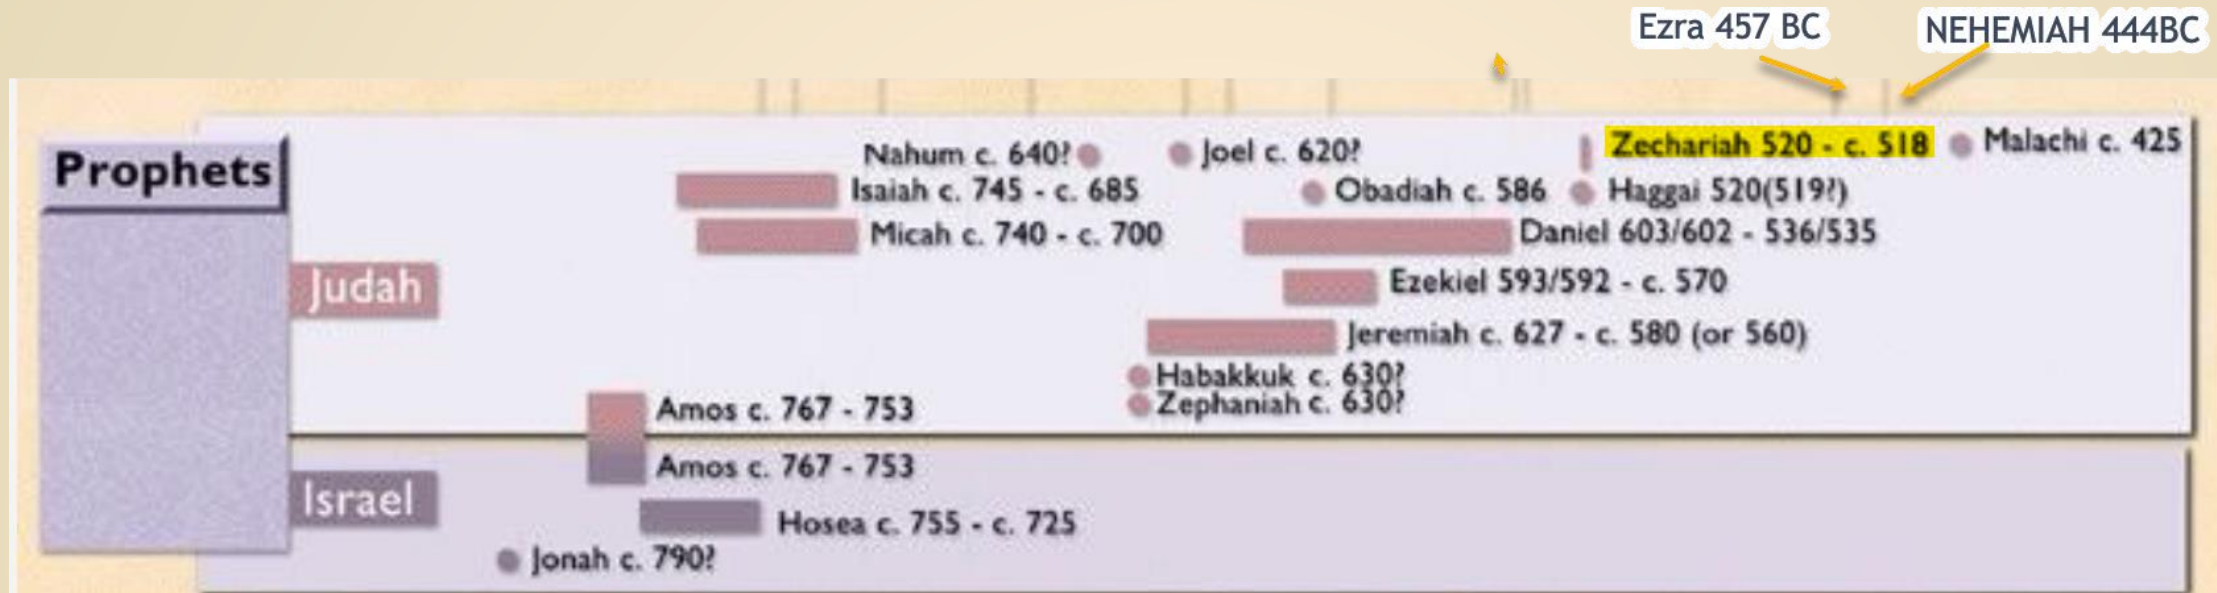 Ezra 457 BC
NEHEMIAH 444BC
Prophets
Judah
Nahum c. 640?
Joel c. 620?
Zechariah 520 - c. 518
Malachi c. 425
Isaiah c. 745 - c. 685
Obadiah c. 586
Haggai 520(519?)
Micah c. 740 - c. 700
Daniel 603/602 - 536/535
Ezekiel 593/592 - c. 570
Jeremiah c. 627 - c. 580 (or 560)
Habakkuk c. 630?
Zephaniah c. 630?
Amos c. 767 - 753
Israel
Amos c. 767 - 753
Hosea c. 755 - c. 725
Jonah c. 790?